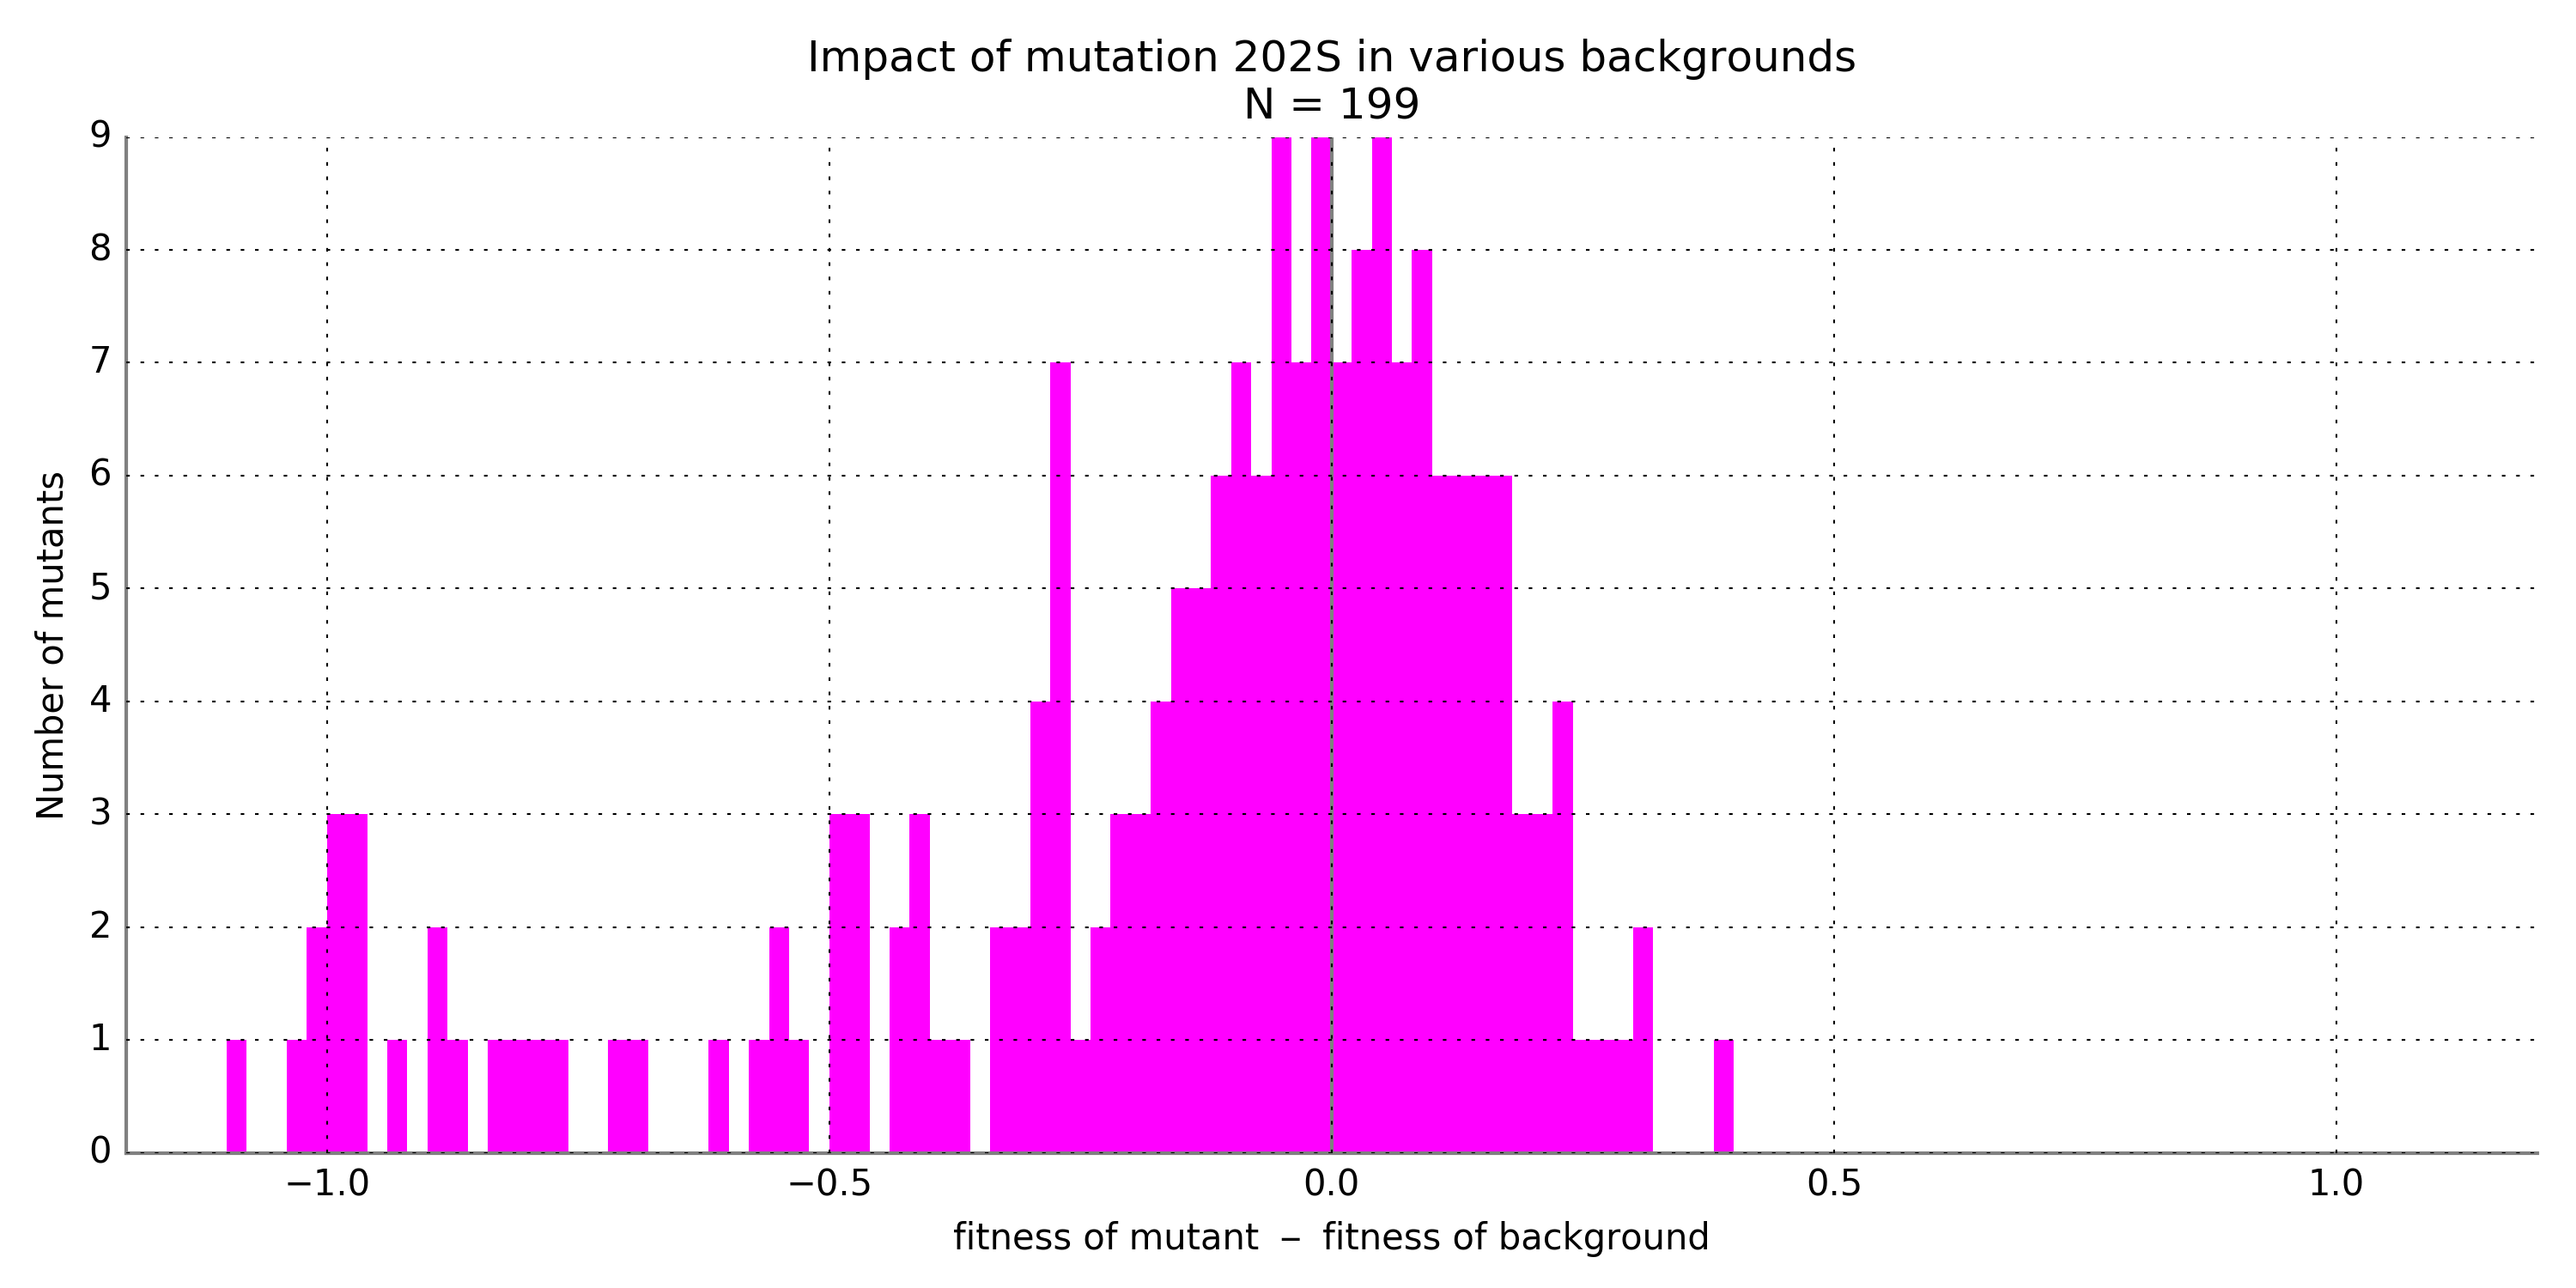 Impact of mutation 202S in various backgrounds
N = 199
9
8
7
6
5
4
3
2
1
0
Number of mutants
−1.0 −0.5 0.0 0.5 1.0
fitness of mutant – fitness of background